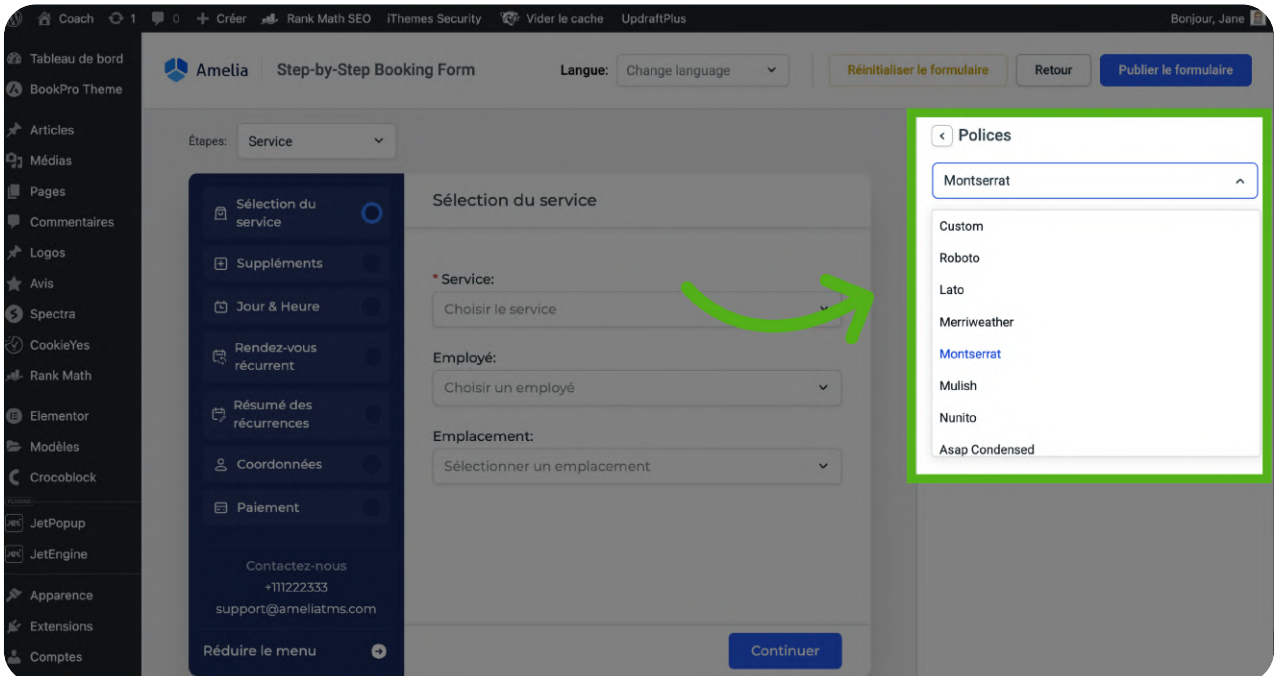 Coach
1
0
Créer
Rank Math SEO
iThemes Security
Vider le cache
UpdraftPlus
Bonjour, Jane
Tableau de bord
BookPro Theme
Articles
Médias
Pages
Commentaires
Logos
Avis
Spectra
CookieYes
Rank Math
Elementor
Modèles
Crocoblock
PLUGINS
JetPopup
JetEngine
Apparence
Extensions
Comptes
Amelia
Step-by-Step Booking Form
Langue:
Change language
Réinitialiser le formulaire
Retour
Publier le formulaire
Étapes:
Service
Sélection du
service
Suppléments
Jour & Heure
Rendez-vous
récurrent
Résumé des
récurrences
Coordonnées
Paiement
Contactez-nous
+111222333
support@ameliatms.com
Réduire le menu
Sélection du service
* Service:
Choisir le service
Employé:
Choisir un employé
Emplacement:
Sélectionner un emplacement
Continuer
Polices
Montserrat
Custom
Roboto
Lato
Merriweather
Montserrat
Mulish
Nunito
Asap Condensed